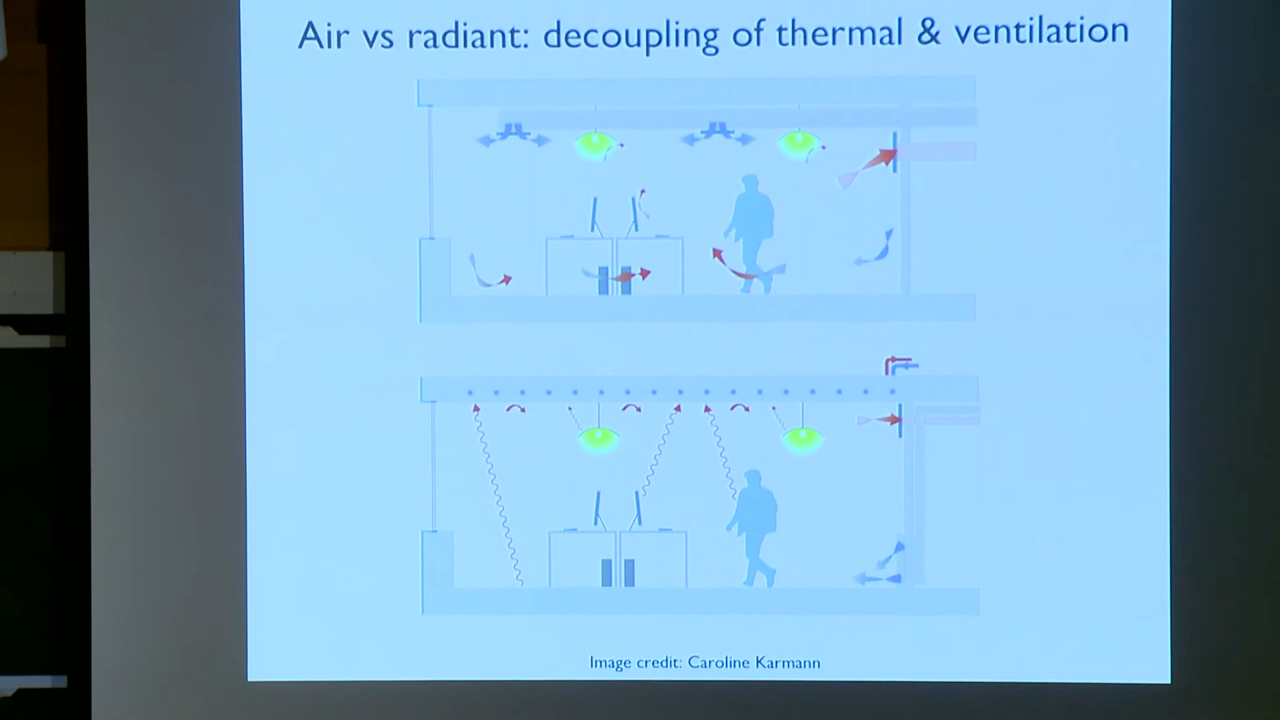 Air vs radiant: decoupling of thermal & ventilation
Image credit: Caroline Karmann